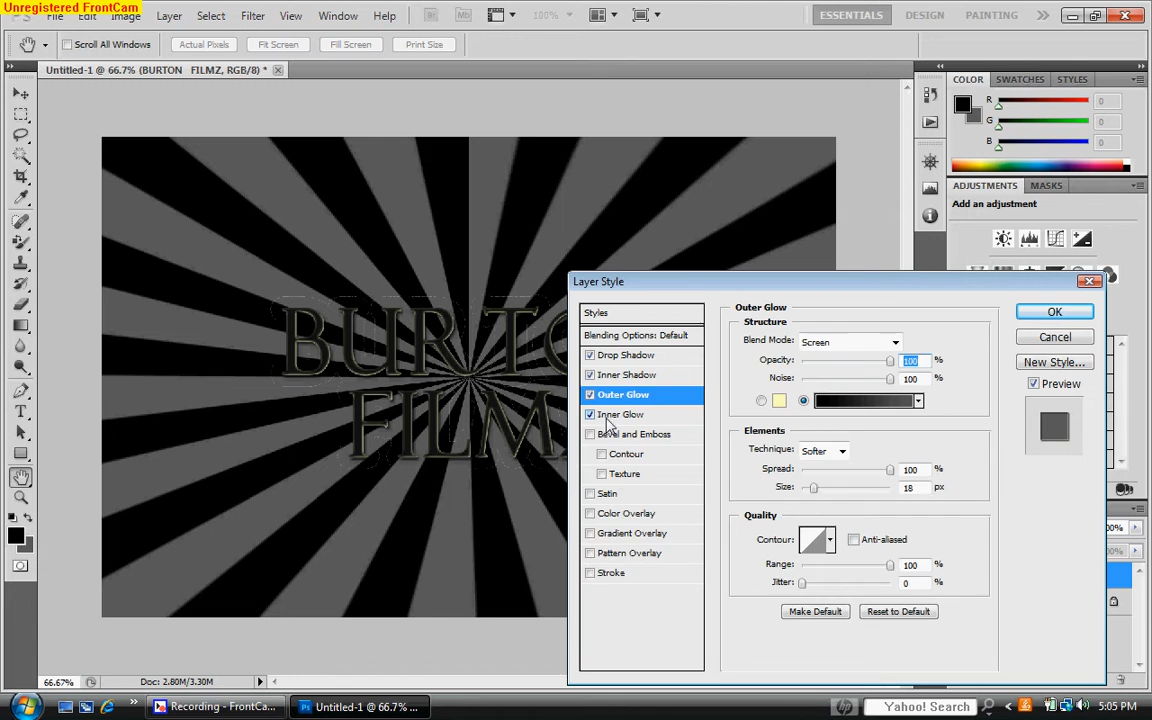 Unregistered FrontCam
File Edit Image Layer Select Filter View Window Help
Br Mb 100% ESSENTIALS DESIGN PAINTING
Scroll All Windows Actual Pixels Fit Screen Fill Screen Print Size
Untitled-1 @ 66.7% (BURTON FILMZ, RGB/8) *
COLOR SWATCHES STYLES
R 0
G 0
B 0
ADJUSTMENTS MASKS
Add an adjustment
BURTO
FILM
Layer Style
Styles
Blending Options: Default
Drop Shadow
Inner Shadow
Outer Glow
Inner Glow
Bevel and Emboss
Contour
Texture
Satin
Color Overlay
Gradient Overlay
Pattern Overlay
Stroke
Outer Glow
Structure
Blend Mode: Screen
Opacity: 100 %
Noise: 100 %
Elements
Technique: Softer
Spread: 100 %
Size: 18 px
Quality
Contour: Anti-aliased
Range: 100 %
Jitter: 0 %
Make Default Reset to Default
OK
Cancel
New Style...
Preview
66.67% Doc: 2.80M/3.30M
Recording - FrontCa... Untitled-1 @ 66.7% ... Yahoo! Search 5:05 PM